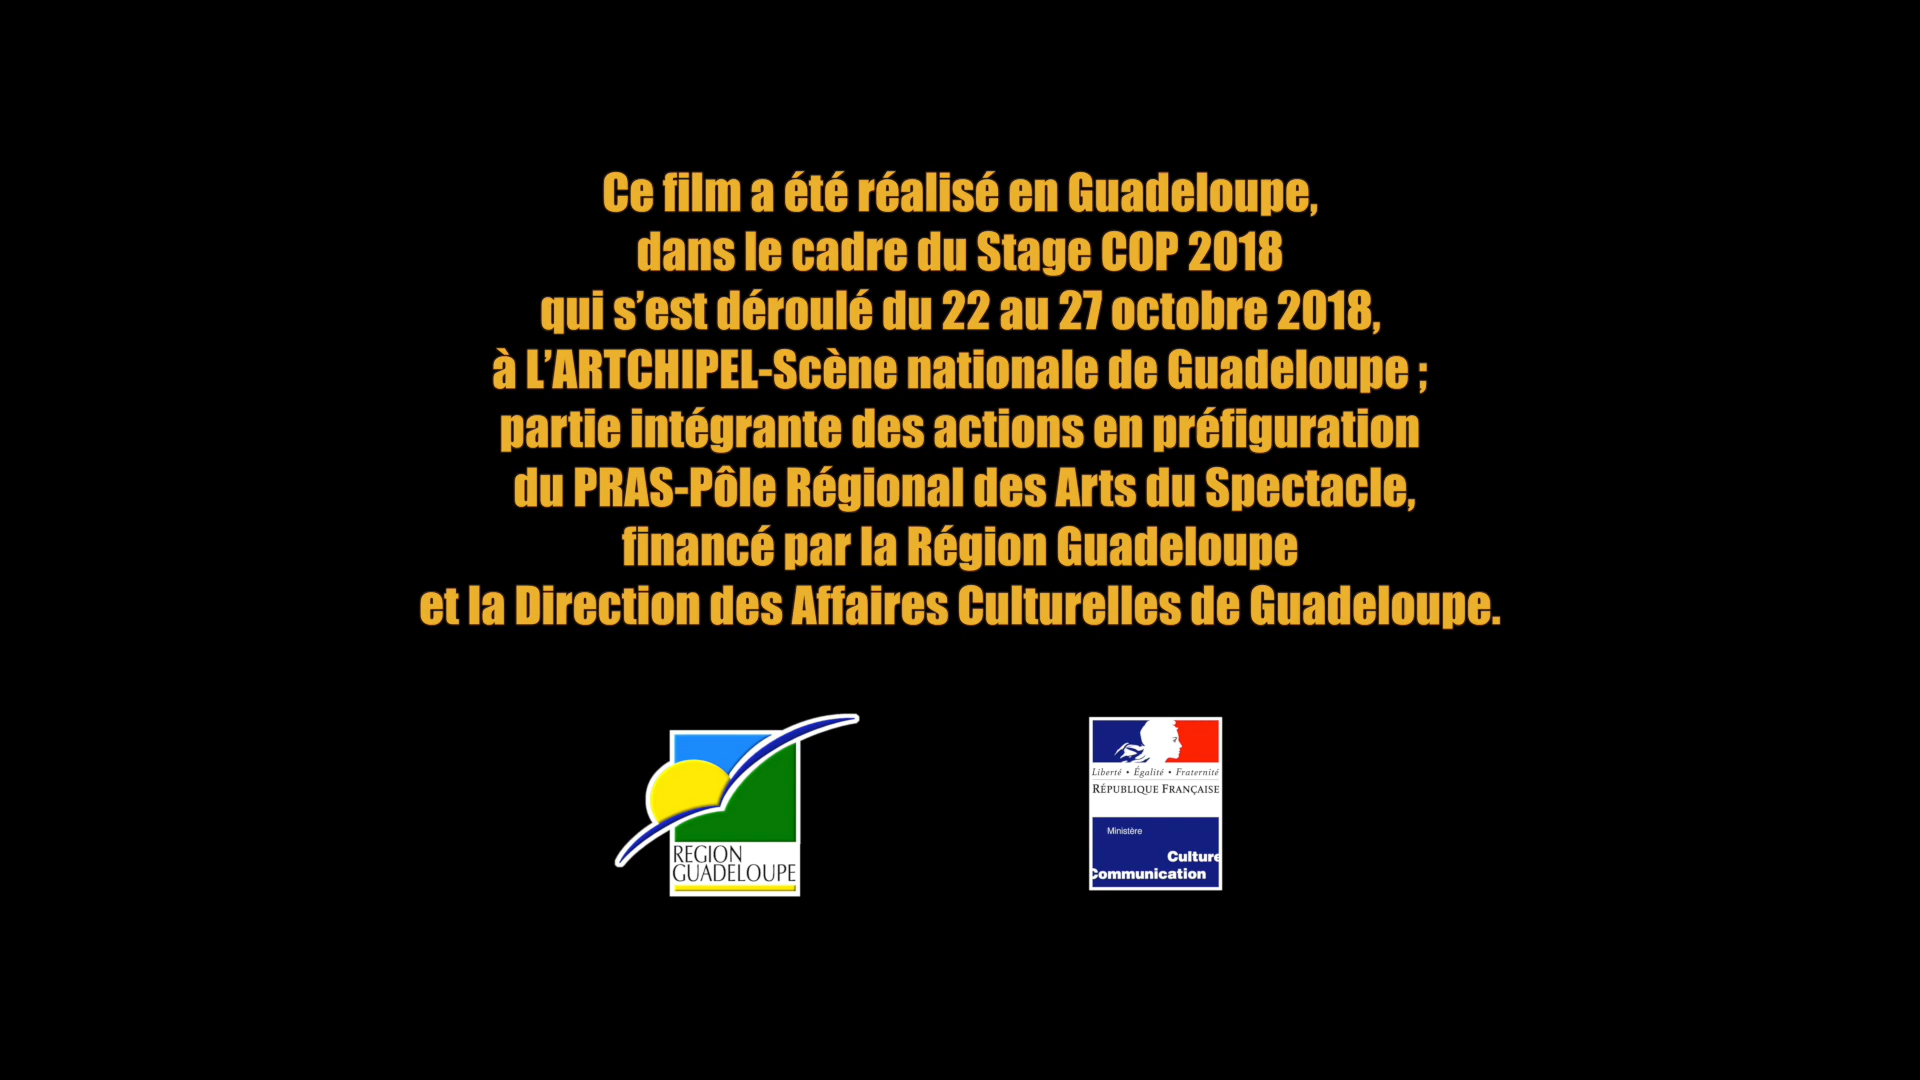 Ce film a été réalisé en Guadeloupe,
dans le cadre du Stage COP 2018
qui s’est déroulé du 22 au 27 octobre 2018,
à L’ARTCHIPEL-Scène nationale de Guadeloupe ;
partie intégrante des actions en préfiguration
du PRAS-Pôle Régional des Arts du Spectacle,
financé par la Région Guadeloupe
et la Direction des Affaires Culturelles de Guadeloupe.
REGION
GUADELOUPE
Liberté • Égalité • Fraternité
RÉPUBLIQUE FRANÇAISE
Ministère
Culture
Communication